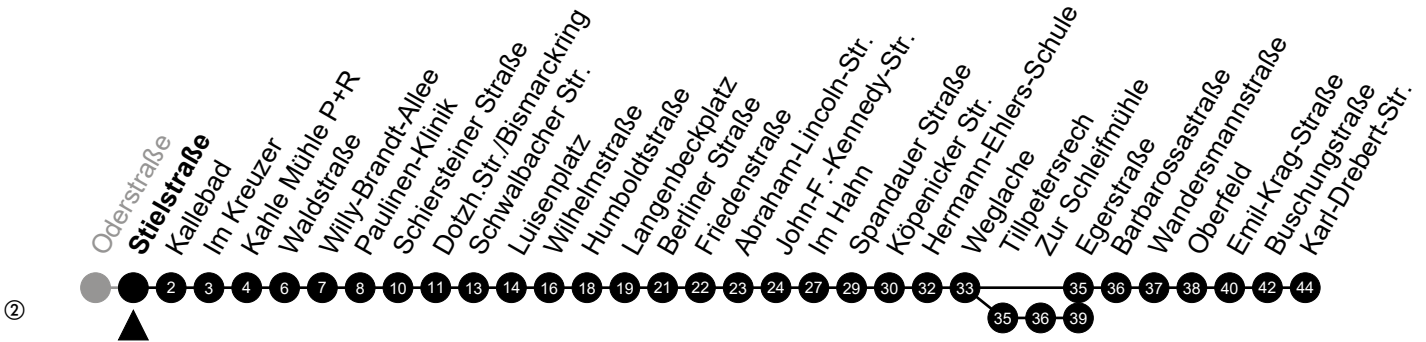 Oderstraße
Stielstraße
Kallebad
Im Kreuzer
Kahle Mühle P+R
Waldstraße
Willy-Brandt-Allee
Paulinen-Klinik
Schiersteiner Straße
Dotzh.Str./Bismarckring
Schwalbacher Str.
Luisenplatz
Wilhelmstraße
Humboldtstraße
Langenbeckplatz
Berliner Straße
Friedenstraße
Abraham-Lincoln-Str.
John-F.-Kennedy-Str.
Im Hahn
Spandauer Straße
Köpenicker Str.
Hermann-Ehlers-Schule
Weglache
Tillpetersrech
Zur Schleifmühle
Egerstraße
Barbarossastraße
Wandersmannstraße
Oberfeld
Emil-Krag-Straße
Buschungstraße
Karl-Drebert-Str.
② 2 3 4 6 7 8 10 11 13 14 16 18 19 21 22 23 24 27 29 30 32 33 35 36 37 38 40 42 44
35 36 39